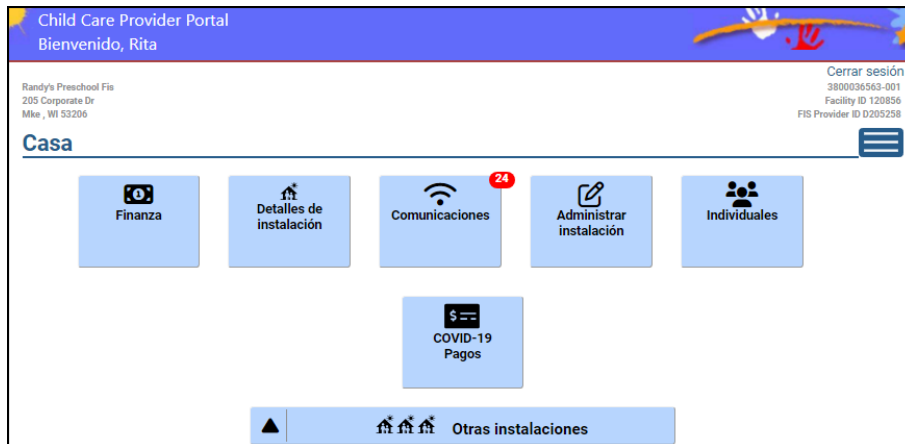 Child Care Provider Portal
Bienvenido, Rita
Cerrar sesión
Randy's Preschool Fis
205 Corporate Dr
Mke , WI 53206
3800036563-001
Facility ID 120856
FIS Provider ID D205258
Casa
Finanza
Detalles de
instalación
24
Comunicaciones
Administrar
instalación
Individuales
COVID-19
Pagos
Otras instalaciones